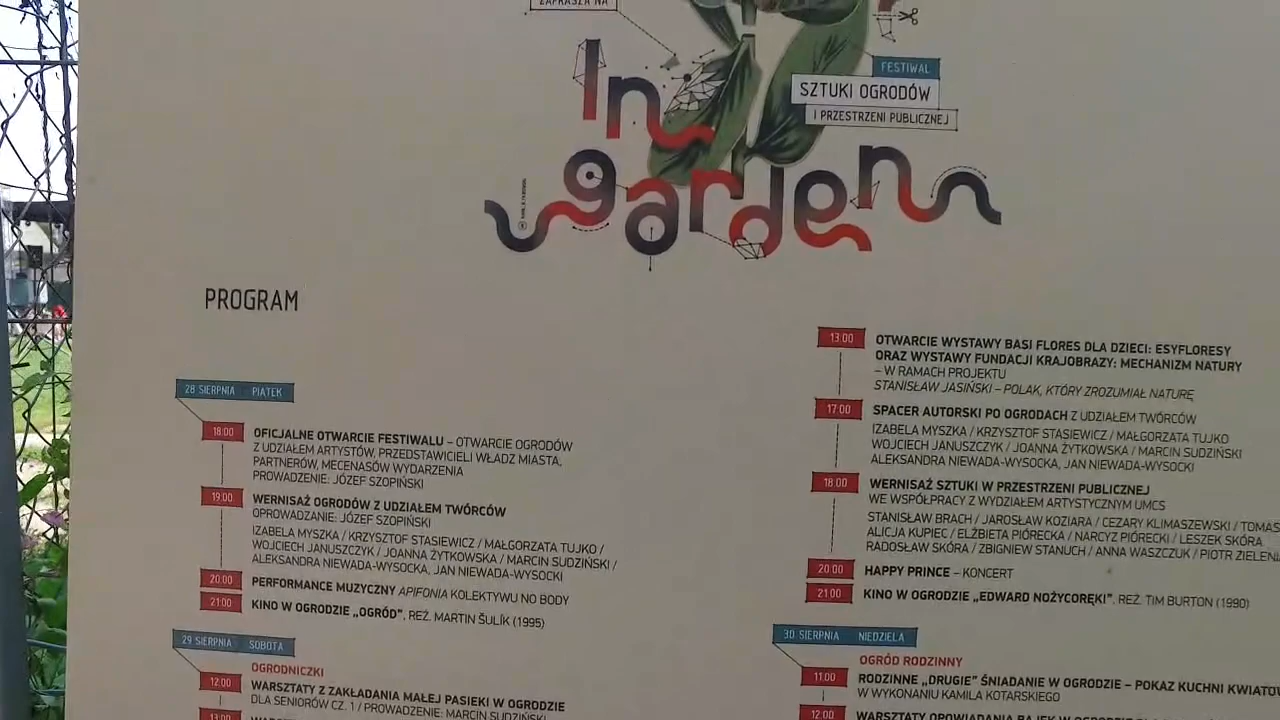 ZAPRASZA NA
FESTIWAL
SZTUKI OGRODÓW
I PRZESTRZENI PUBLICZNEJ
In
garden
PROGRAM
28 SIERPNIA PIĄTEK
18:00 OFICJALNE OTWARCIE FESTIWALU – OTWARCIE OGRODÓW
Z UDZIAŁEM ARTYSTÓW, PRZEDSTAWICIELI WŁADZ MIASTA,
PARTNERÓW, MECENASÓW WYDARZENIA
PROWADZENIE: JÓZEF SZOPIŃSKI
19:00 WERNISAŻ OGRODÓW Z UDZIAŁEM TWÓRCÓW
OPROWADZANIE: JÓZEF SZOPIŃSKI
IZABELA MYSZKA / KRZYSZTOF STASIEWICZ / MAŁGORZATA TUJKO /
WOJCIECH JANUSZCZYK / JOANNA ŻYTKOWSKA / MARCIN SUDZIŃSKI /
ALEKSANDRA NIEWADA-WYSOCKA, JAN NIEWADA-WYSOCKI
20:00 PERFORMANCE MUZYCZNY APIFONIA KOLEKTYWU NO BODY
21:00 KINO W OGRODZIE „OGRÓD”, REŻ. MARTIN ŠULÍK (1995)
29 SIERPNIA SOBOTA
OGRODNICZKI
12:00 WARSZTATY Z ZAKŁADANIA MAŁEJ PASIEKI W OGRODZIE
DLA SENIORÓW CZ. 1 / PROWADZENIE: MARCIN SUDZIŃSKI
13:00
13:00 OTWARCIE WYSTAWY BASI FLORES DLA DZIECI: ESYFLORESY
ORAZ WYSTAWY FUNDACJI KRAJOBRAZY: MECHANIZM NATURY
– W RAMACH PROJEKTU
STANISŁAW JASIŃSKI – POLAK, KTÓRY ZROZUMIAŁ NATURĘ
17:00 SPACER AUTORSKI PO OGRODACH Z UDZIAŁEM TWÓRCÓW
IZABELA MYSZKA / KRZYSZTOF STASIEWICZ / MAŁGORZATA TUJKO
WOJCIECH JANUSZCZYK / JOANNA ŻYTKOWSKA / MARCIN SUDZIŃSKI
ALEKSANDRA NIEWADA-WYSOCKA, JAN NIEWADA-WYSOCKI
18:00 WERNISAŻ SZTUKI W PRZESTRZENI PUBLICZNEJ
WE WSPÓŁPRACY Z WYDZIAŁEM ARTYSTYCZNYM UMCS
STANISŁAW BRACH / JAROSŁAW KOZIARA / CEZARY KLIMASZEWSKI /
ALICJA KUPIEC / ELŻBIETA PIÓRECKA / NARCYZ PIÓRECKI / LESZEK SKÓRA
RADOSŁAW SKÓRA / ZBIGNIEW STANUCH / ANNA WASZCZUK / PIOTR
20:00 HAPPY PRINCE – KONCERT
21:00 KINO W OGRODZIE „EDWARD NOŻYCORĘKI”, REŻ. TIM BURTON (1990)
30 SIERPNIA NIEDZIELA
OGRÓD RODZINNY
11:00 RODZINNE „DRUGIE” ŚNIADANIE W OGRODZIE – POKAZ KUCHNI
W WYKONANIU KAMILA KOTARSKIEGO
12:00 WARSZTATY OPOWIADANIA BAJEK W OGRODZIE